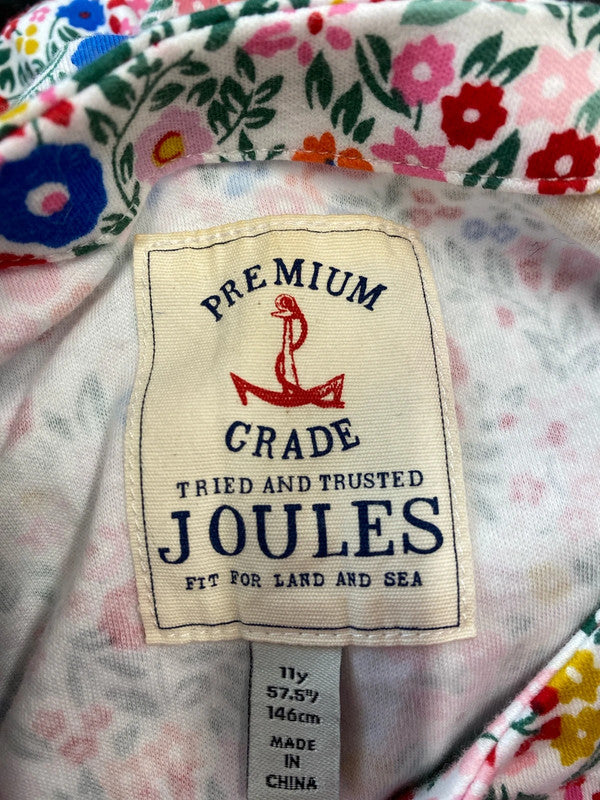 PREMIUM
GRADE
TRIED AND TRUSTED
JOULES
FIT FOR LAND AND SEA
11y
57.5"/
146cm
MADE
IN
CHINA